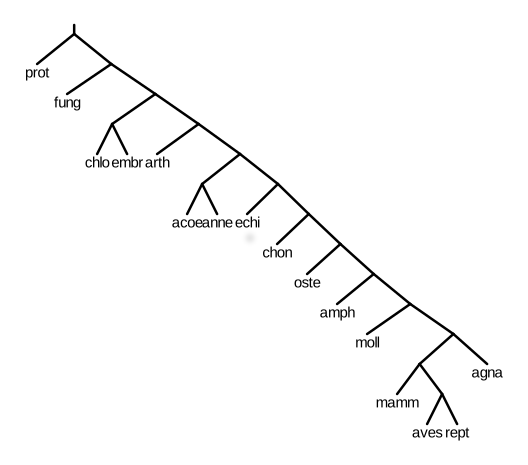 prot
fung
chlo embr arth
acoe anne echi
chon
oste
amph
moll
agna
mamm
aves rept